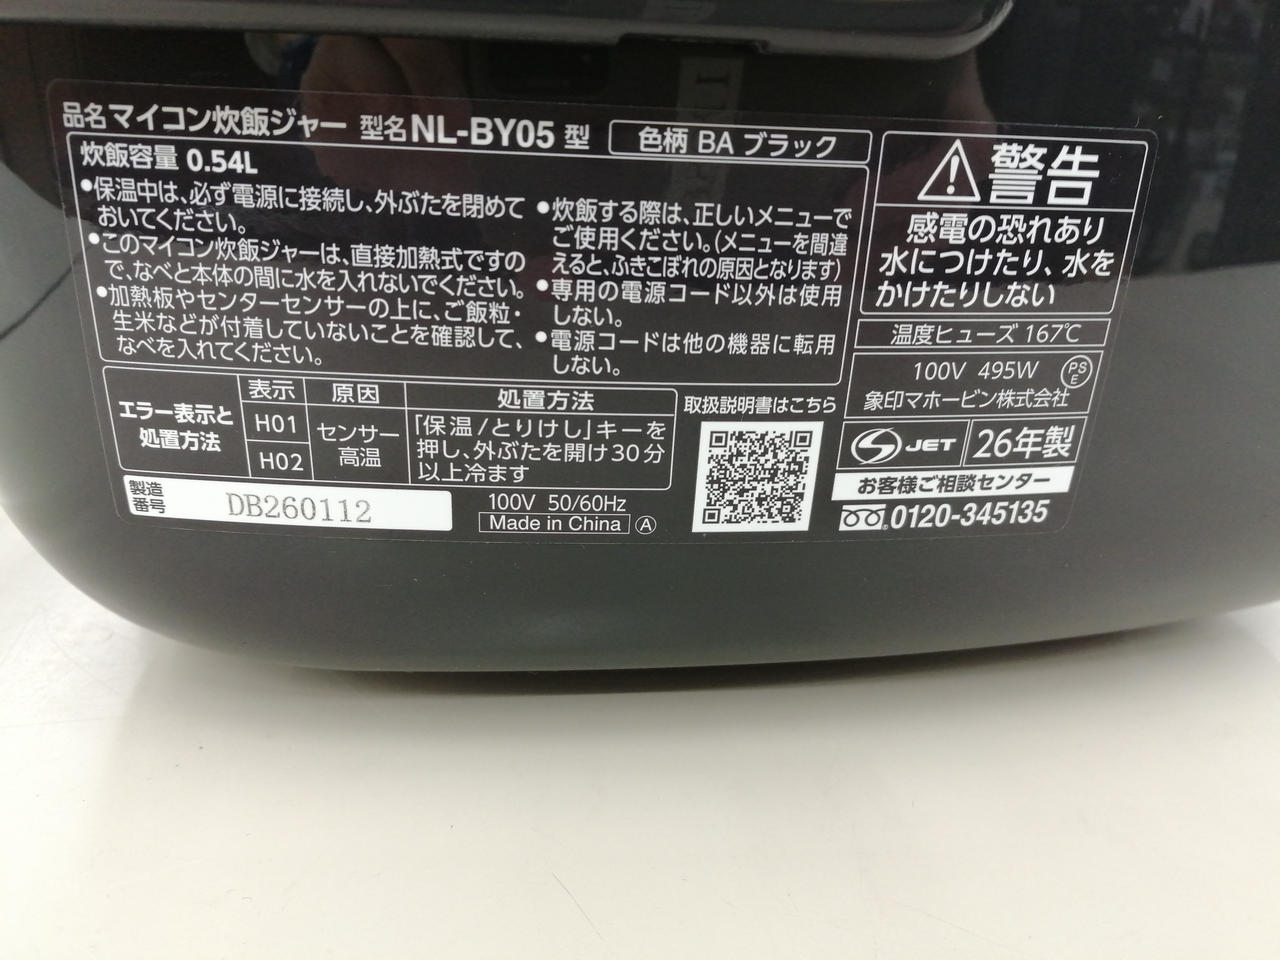 品名 マイコン炊飯ジャー 型名 NL-BY05 型 色柄 BA ブラック
炊飯容量 0.54L
●保温中は、必ず電源に接続し、外ぶたを閉めて
おいてください。
●このマイコン炊飯ジャーは、直接加熱式ですの
で、なべと本体の間に水を入れないでください。
●加熱板やセンターセンサーの上に、ご飯粒・
生米などが付着していないことを確認して、
なべを入れてください。
●炊飯する際は、正しいメニューで
ご使用ください。(メニューを間違
えると、ふきこぼれの原因となります)
●専用の電源コード以外は使用
しない。
●電源コードは他の機器に転用
しない。
警告
感電の恐れあり
水につけたり、水を
かけたりしない
温度ヒューズ 167℃
100V 495W PSE
象印マホービン株式会社
エラー表示と
処置方法
表示 原因 処置方法
H01
H02
センサー
高温
「保温/とりけし」キーを
押し、外ぶたを開け30分
以上冷ます
取扱説明書はこちら
JET 26年製
お客様ご相談センター
0120-345135
製造
番号
DB260112
100V 50/60Hz
Made in China Ⓐ